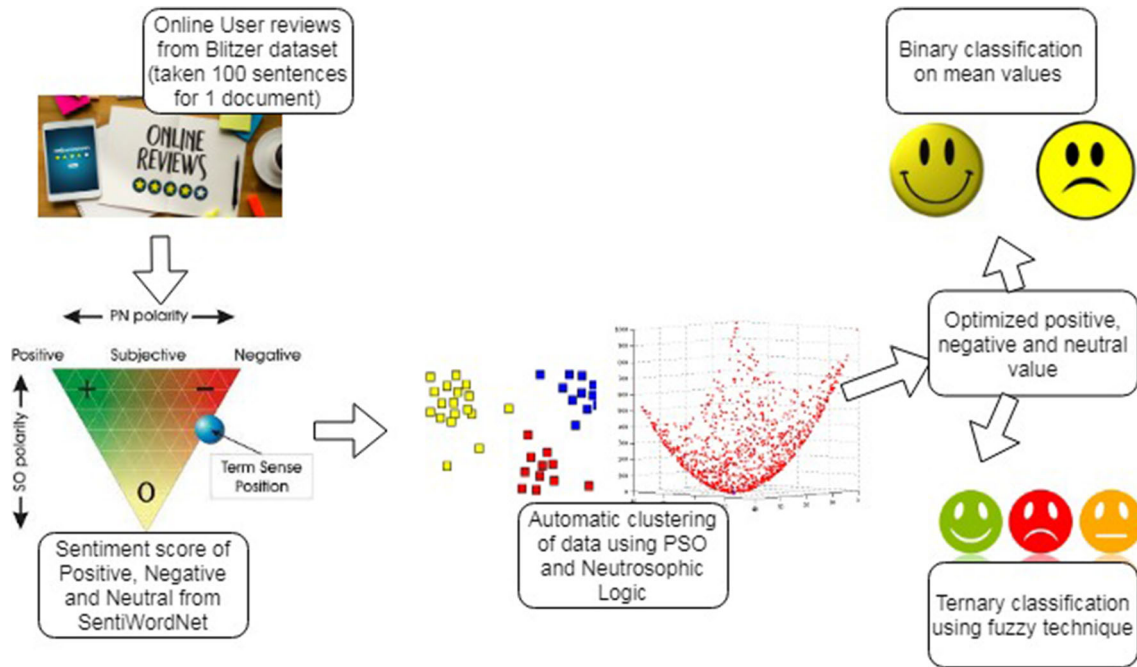 Online User reviews
from Blitzer dataset
(taken 100 sentences
for 1 document)
ONLINE
REVIEWS
PN polarity
Positive
Subjective
Negative
SO polarity
+
−
O
Term Sense
Position
Sentiment score of
Positive, Negative
and Neutral from
SentiWordNet
Automatic clustering
of data using PSO
and Neutrosophic
Logic
Optimized positive,
negative and neutral
value
Binary classification
on mean values
Ternary classification
using fuzzy technique